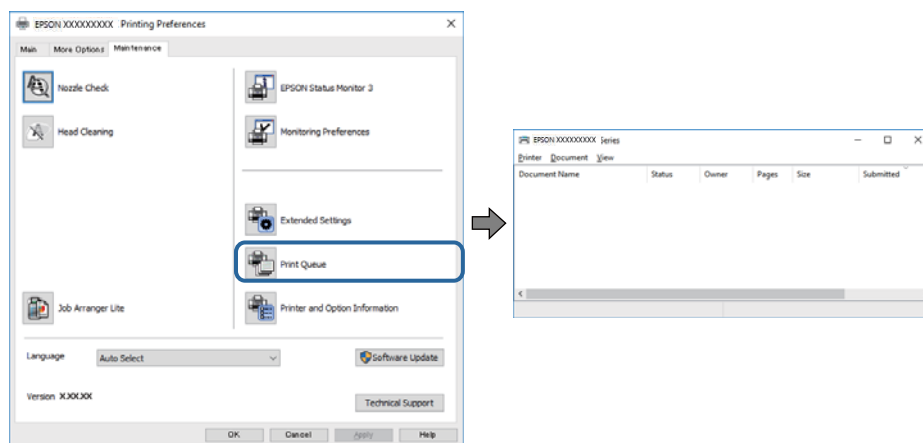 EPSON XXXXXXXXX Printing Preferences
Main More Options Maintenance
Nozzle Check
EPSON Status Monitor 3
Head Cleaning
Monitoring Preferences
Extended Settings
Print Queue
Job Arranger Lite
Printer and Option Information
Language Auto Select
Software Update
Version X.XX.XX
Technical Support
OK Cancel Apply Help
EPSON XXXXXXXXX Series
Printer Document View
Document Name Status Owner Pages Size Submitted